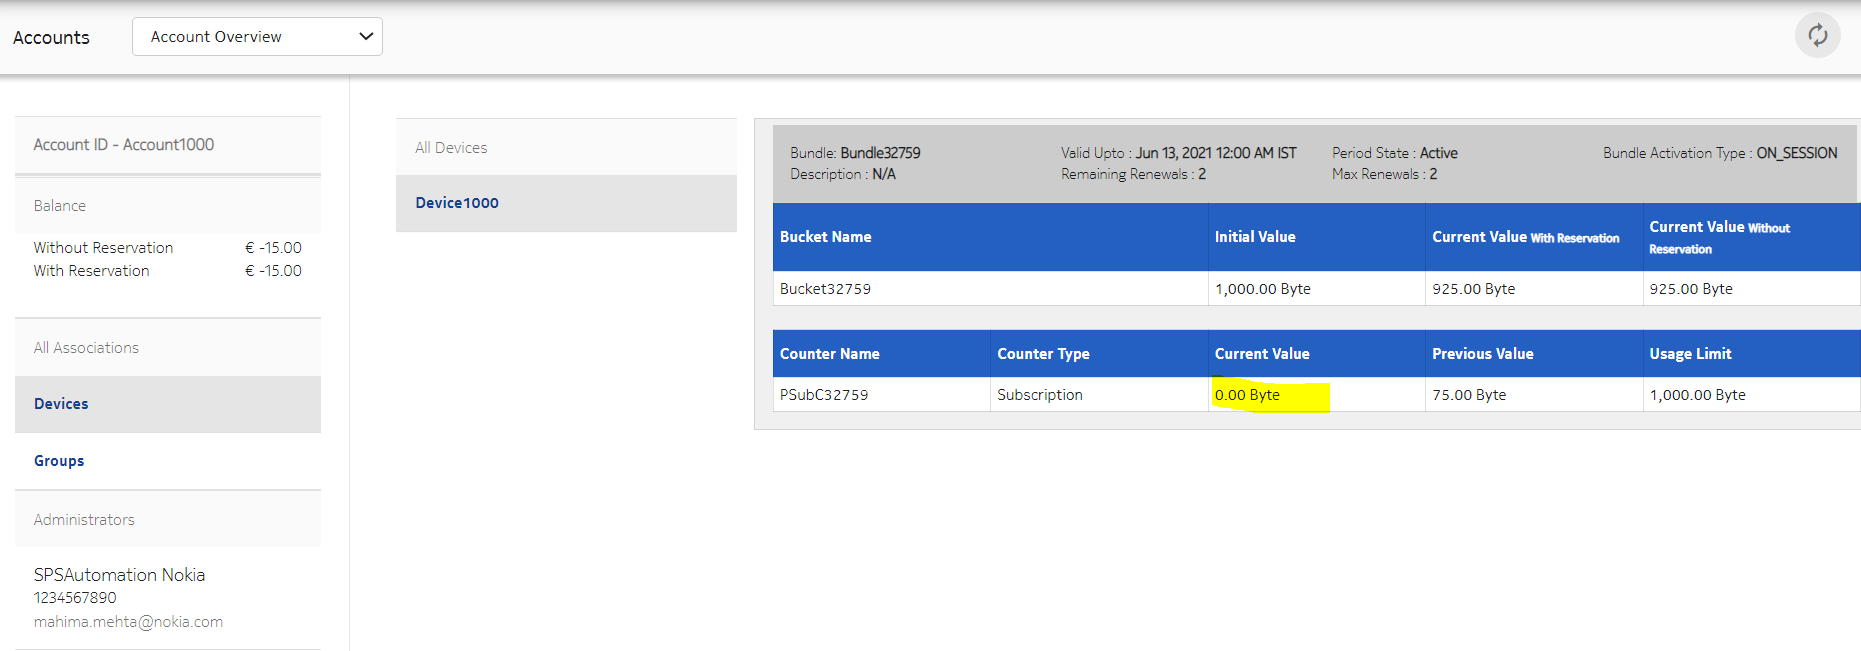 Accounts
Account Overview
Account ID - Account1000
Balance
Without Reservation € -15.00
With Reservation € -15.00
All Associations
Devices
Groups
Administrators
SPSAutomation Nokia
1234567890
mahima.mehta@nokia.com
All Devices
Device1000
Bundle: Bundle32759 Valid Upto : Jun 13, 2021 12:00 AM IST Period State : Active Bundle Activation Type : ON_SESSION
Description : N/A Remaining Renewals : 2 Max Renewals : 2
Bucket Name Initial Value Current Value With Reservation Current Value Without
Reservation
Bucket32759 1,000.00 Byte 925.00 Byte 925.00 Byte
Counter Name Counter Type Current Value Previous Value Usage Limit
PSubC32759 Subscription 0.00 Byte 75.00 Byte 1,000.00 Byte